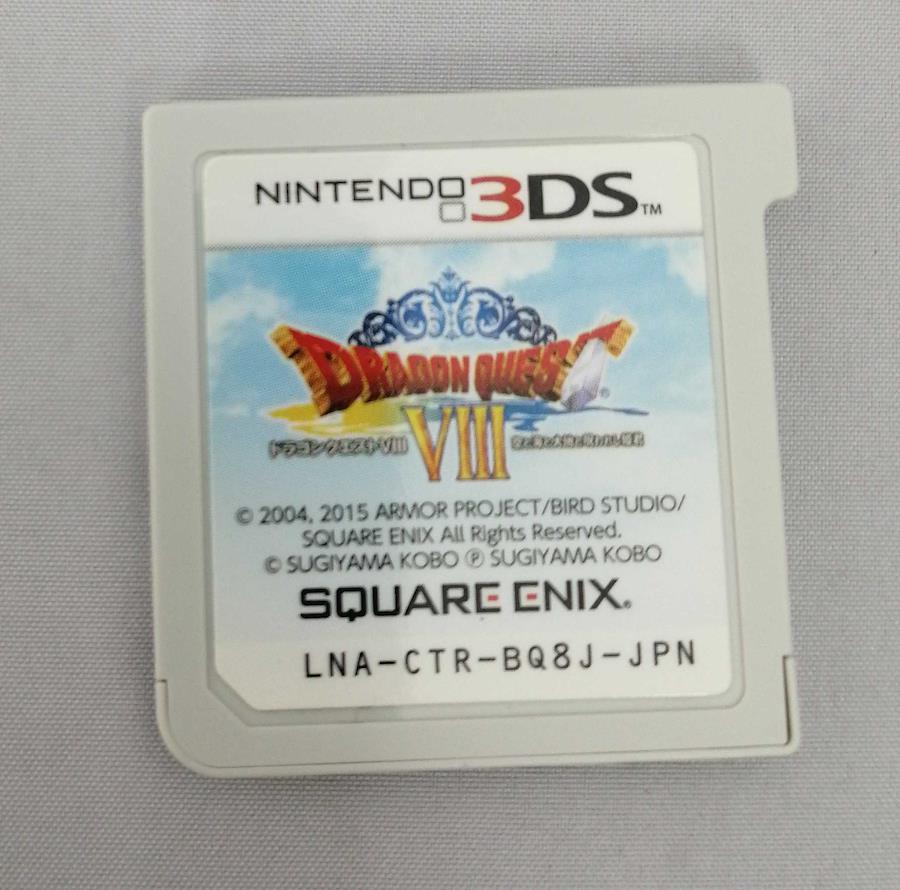 NINTENDO 3DS™
DRAGON QUEST®
ドラゴンクエストVIII VIII 空と海と大地と呪われし姫君
© 2004, 2015 ARMOR PROJECT/BIRD STUDIO/
SQUARE ENIX All Rights Reserved.
© SUGIYAMA KOBO ℗ SUGIYAMA KOBO
SQUARE ENIX®
LNA-CTR-BQ8J-JPN